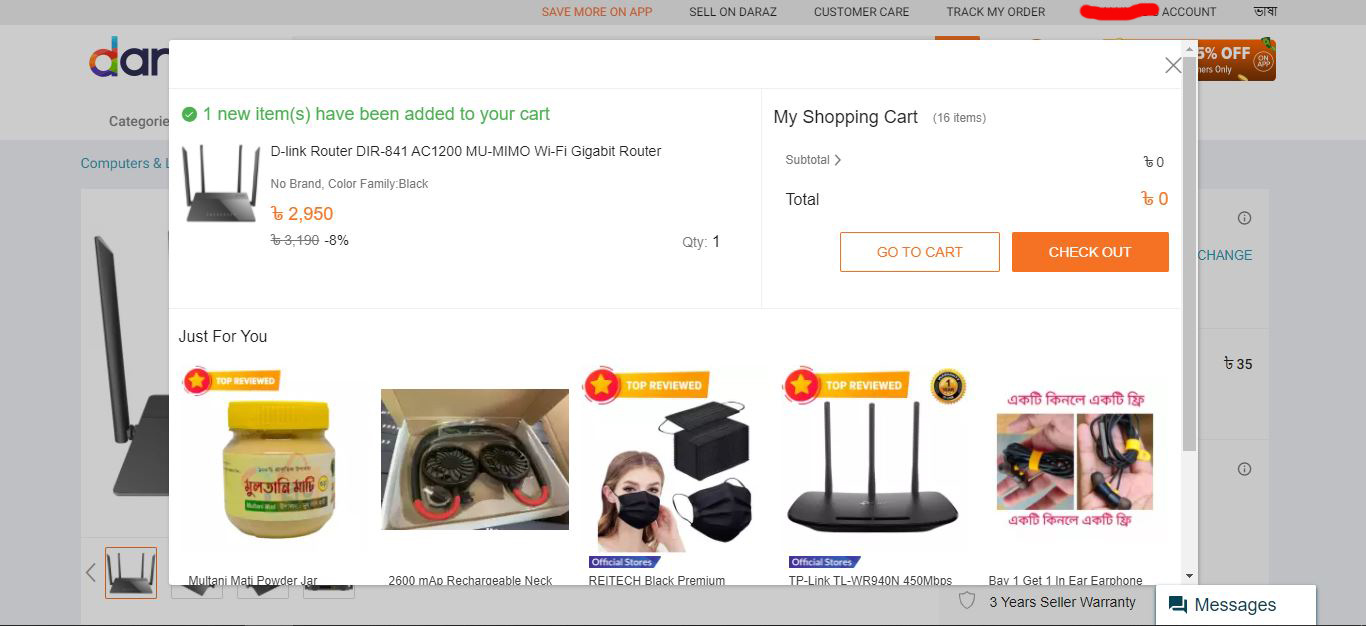 SAVE MORE ON APP SELL ON DARAZ CUSTOMER CARE TRACK MY ORDER ACCOUNT ভাষা
daraz
5% OFF
ners Only
ON APP
Categorie
1 new item(s) have been added to your cart
My Shopping Cart (16 items)
Computers & L
D-link Router DIR-841 AC1200 MU-MIMO Wi-Fi Gigabit Router
Subtotal ৳ 0
No Brand, Color Family:Black
Total ৳ 0
৳ 2,950
৳ 3,190 -8%
Qty: 1
GO TO CART
CHECK OUT
CHANGE
Just For You
৳ 35
TOP REVIEWED
TOP REVIEWED
TOP REVIEWED
1 YEAR
একটি কিনলে একটি ফ্রি
মুলতানি মাটি
Multani Mati
একটি কিনলে একটি ফ্রি
Official Stores
Official Stores
Multani Mati Powder Jar
2600 mAp Rechargeable Neck
REITECH Black Premium
TP-Link TL-WR940N 450Mbps
Bay 1 Get 1 In Ear Earphone
3 Years Seller Warranty
Messages